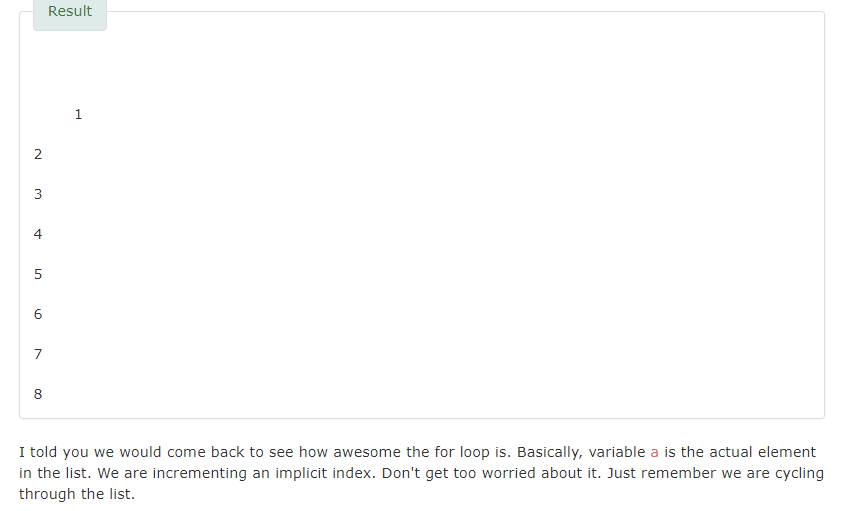 Result
1
2
3
4
5
6
7
8
I told you we would come back to see how awesome the for loop is. Basically, variable a is the actual element
in the list. We are incrementing an implicit index. Don't get too worried about it. Just remember we are cycling
through the list.